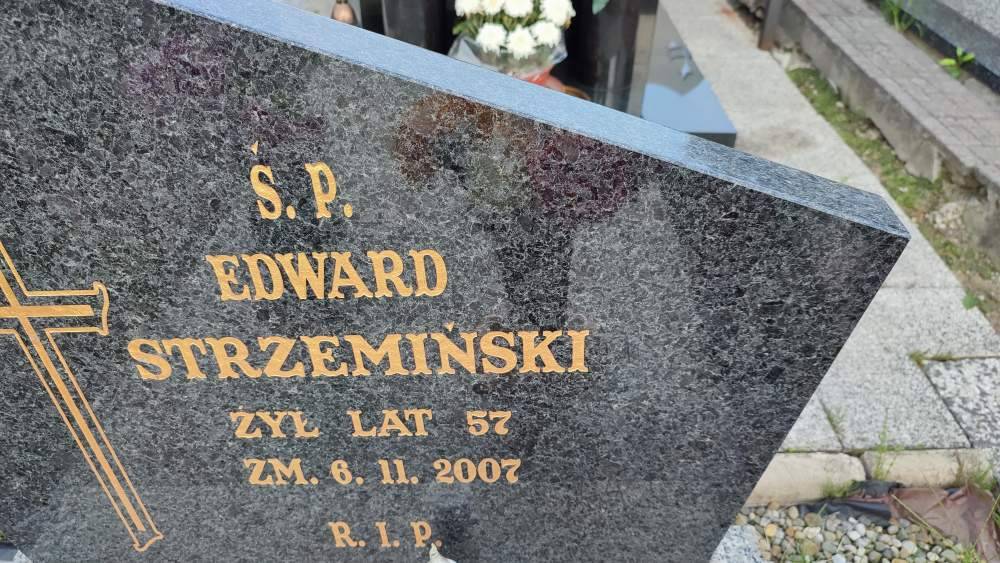 Ś. P.
EDWARD
STRZEMIŃSKI
ŻYŁ LAT 57
ZM. 6. 11. 2007
R. I. P.